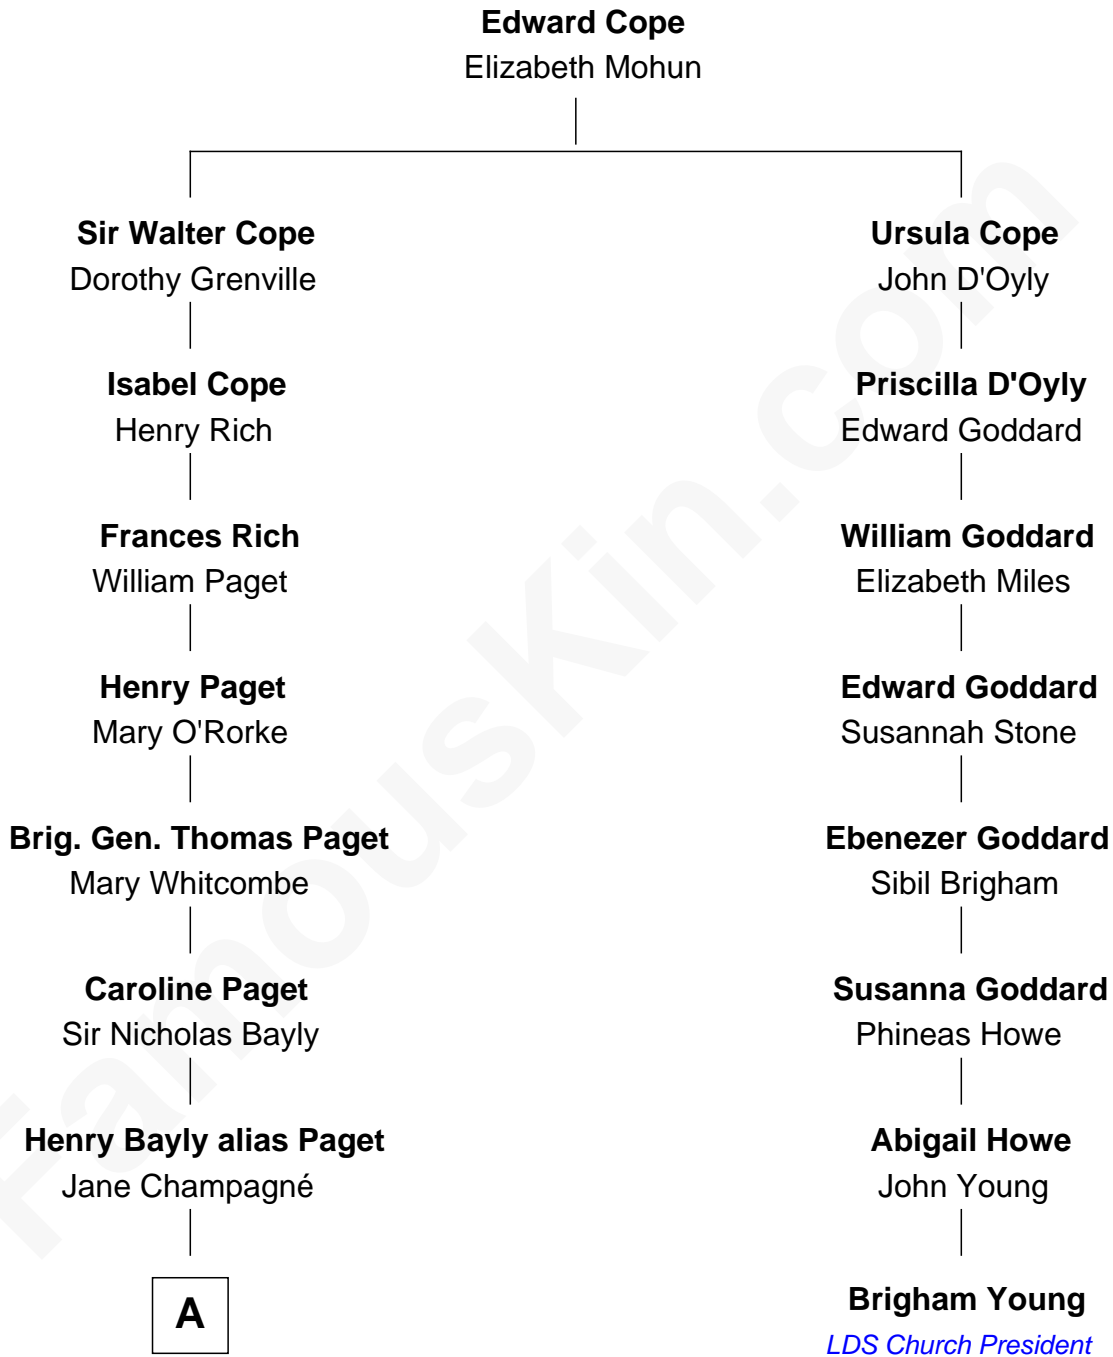 Edward Cope
Elizabeth Mohun
Sir Walter Cope
Dorothy Grenville
Ursula Cope
John D'Oyly
Isabel Cope
Henry Rich
Priscilla D'Oyly
Edward Goddard
Frances Rich
William Paget
William Goddard
Elizabeth Miles
Henry Paget
Mary O'Rorke
Edward Goddard
Susannah Stone
Brig. Gen. Thomas Paget
Mary Whitcombe
Ebenezer Goddard
Sibil Brigham
Caroline Paget
Sir Nicholas Bayly
Susanna Goddard
Phineas Howe
Henry Bayly alias Paget
Jane Champagné
Abigail Howe
John Young
A
Brigham Young
LDS Church President
FamousKin.com